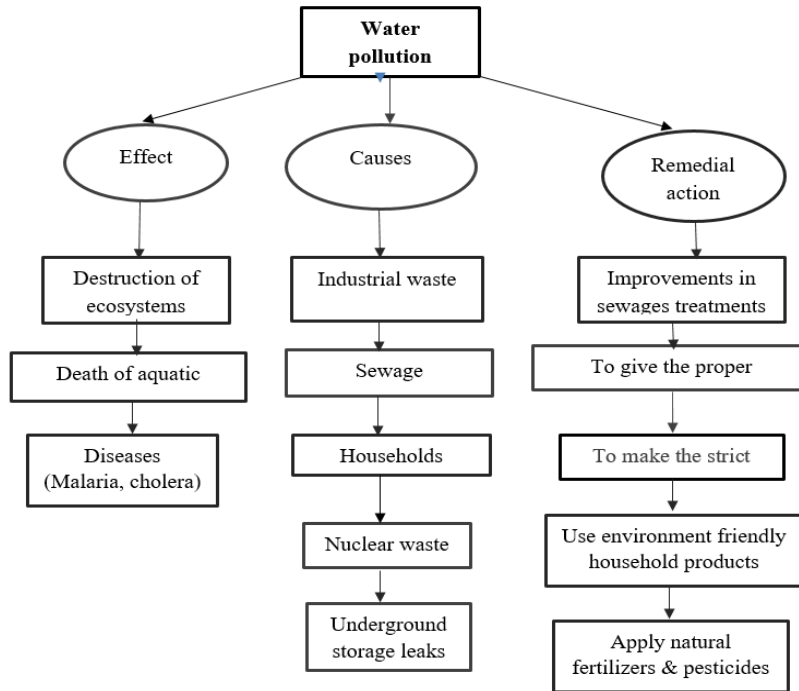 Water
pollution
Effect
Causes
Remedial
action
Destruction of
ecosystems
Death of aquatic
Diseases
(Malaria, cholera)
Industrial waste
Sewage
Households
Nuclear waste
Underground
storage leaks
Improvements in
sewages treatments
To give the proper
To make the strict
Use environment friendly
household products
Apply natural
fertilizers & pesticides